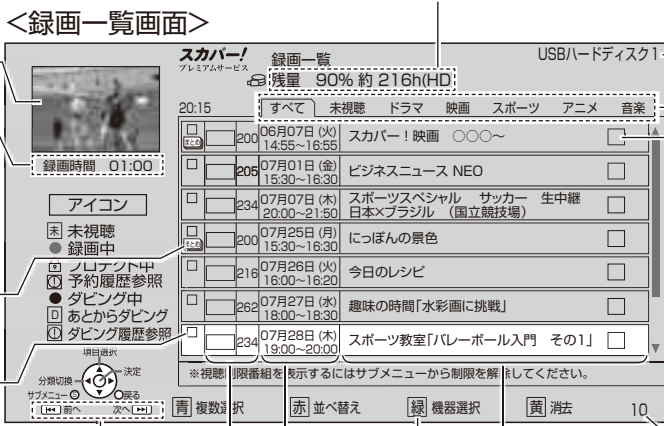 <録画一覧画面>
スカパー!
プレミアムサービス
録画一覧
残量 90% 約 216h(HD
USBハードディスク1
20:15
すべて 未視聴 ドラマ 映画 スポーツ アニメ 音楽
まとめ 200 06月07日(火) 14:55~16:55 スカパー!映画 ○○○~
205 07月01日(金) 15:30~16:30 ビジネスニュース NEO
234 07月07日(木) 20:00~21:50 スポーツスペシャル サッカー 生中継
日本×ブラジル (国立競技場)
まとめ 200 07月25日(月) 15:30~16:30 にっぽんの景色
216 07月26日(火) 16:00~16:20 今日のレシピ
262 07月27日(水) 18:00~18:30 趣味の時間「水彩画に挑戦」
234 07月28日(木) 19:00~20:00 スポーツ教室「バレーボール入門 その1」
録画時間 01:00
アイコン
未 未視聴
● 録画中
プロテクト中
予約履歴参照
● ダビング中
D あとからダビング
ダビング履歴参照
項目選択
分類切換
決定
サブメニュー S
戻る
前へ 次へ
※視聴制限番組を表示するにはサブメニューから制限を解除してください。
青 複数選択 赤 並べ替え 緑 機器選択 黄 消去 10